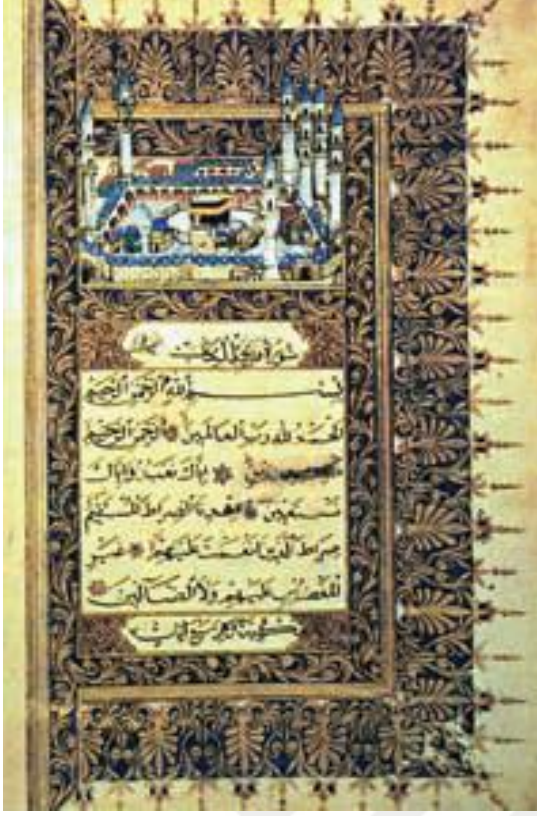 سورة فاتحة الكتاب
بسم الله الرحمن الرحيم
الحمد لله رب العالمين الرحمن الرحيم
إياك نعبد وإياك
نستعين اهدنا الصراط المستقيم
صراط الذين أنعمت عليهم غير
المغضوب عليهم ولا الضالين